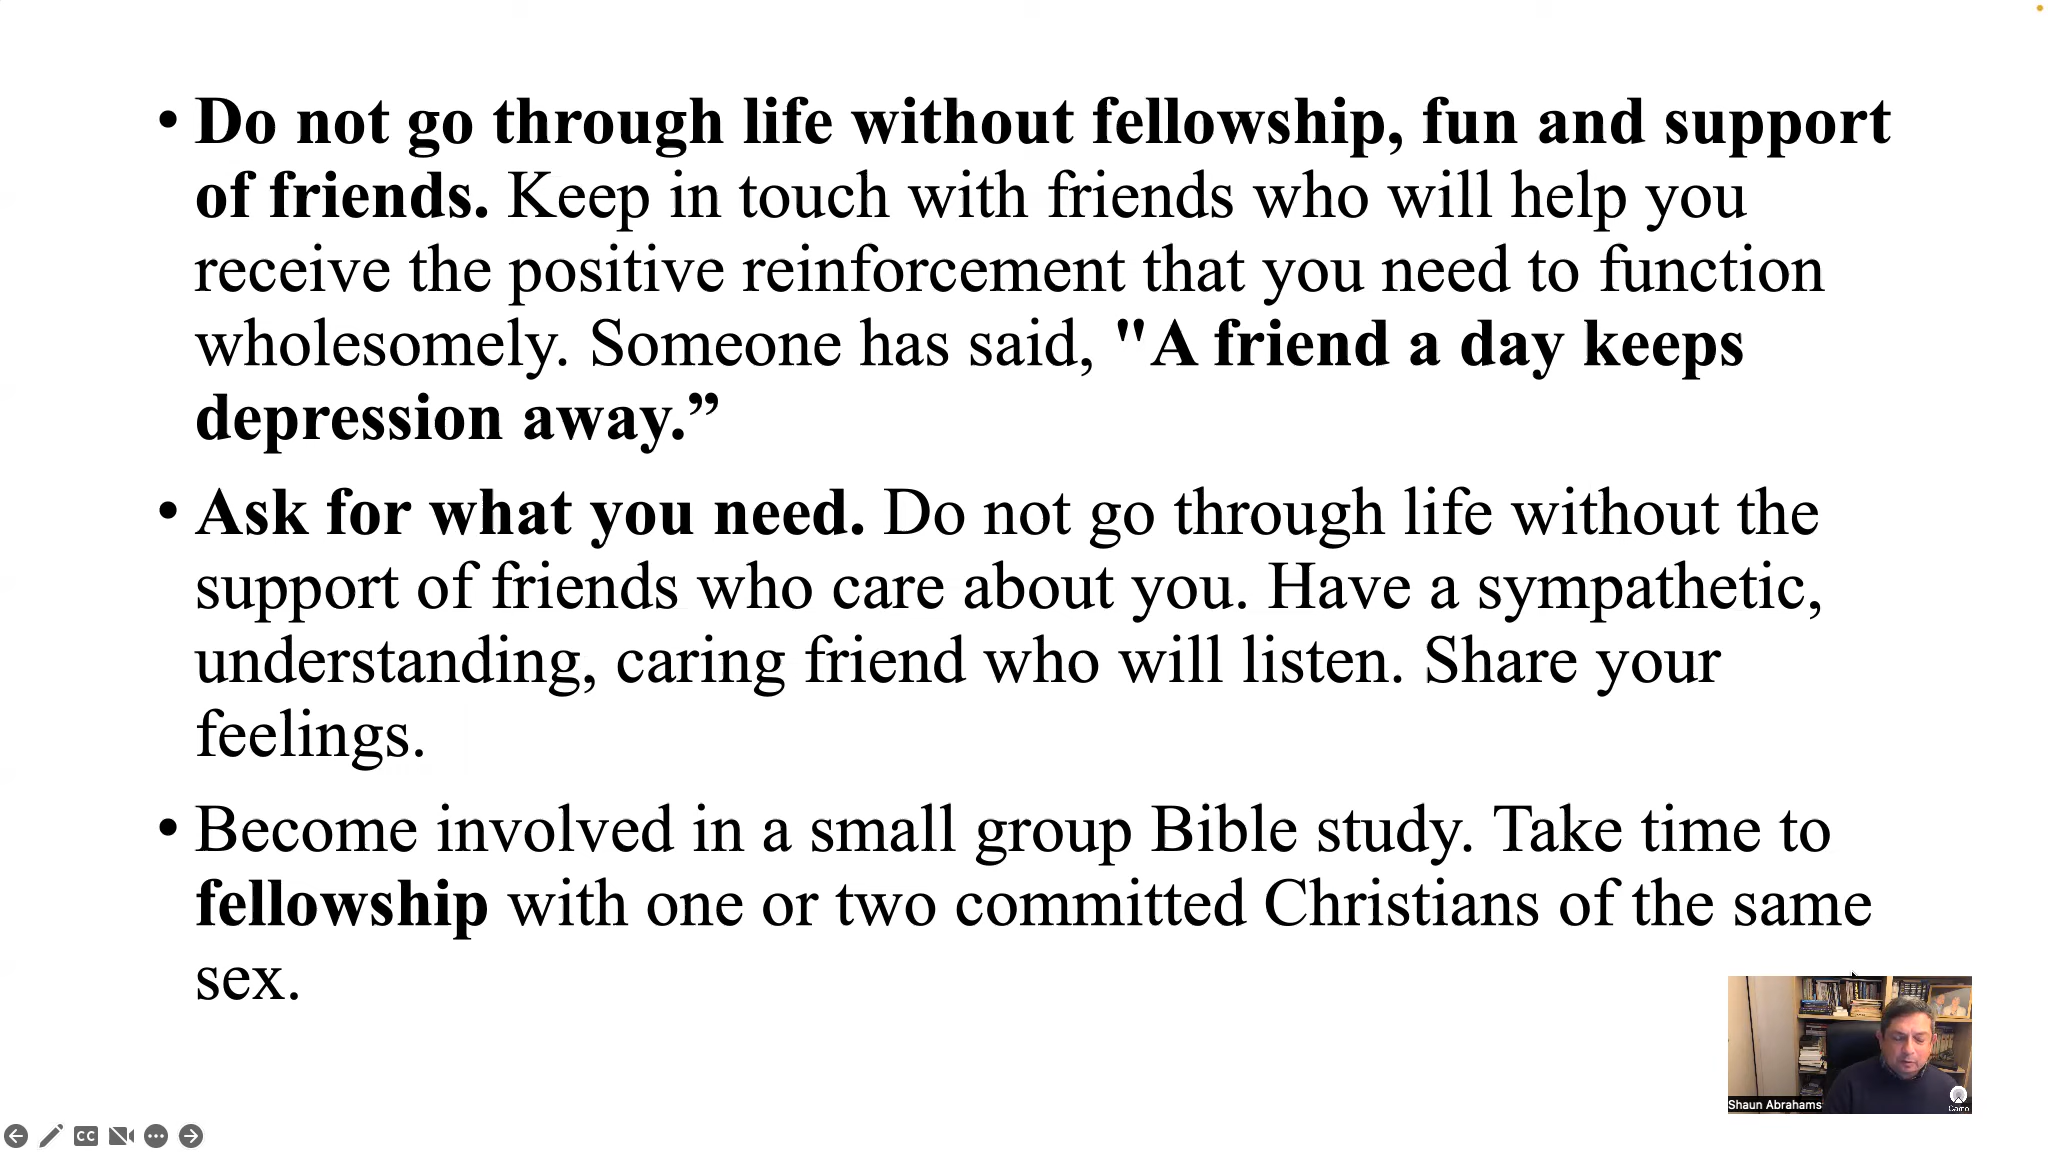 • Do not go through life without fellowship, fun and support
of friends. Keep in touch with friends who will help you
receive the positive reinforcement that you need to function
wholesomely. Someone has said, "A friend a day keeps
depression away.”
• Ask for what you need. Do not go through life without the
support of friends who care about you. Have a sympathetic,
understanding, caring friend who will listen. Share your
feelings.
• Become involved in a small group Bible study. Take time to
fellowship with one or two committed Christians of the same
sex.
Shaun Abrahams
Camo
CC